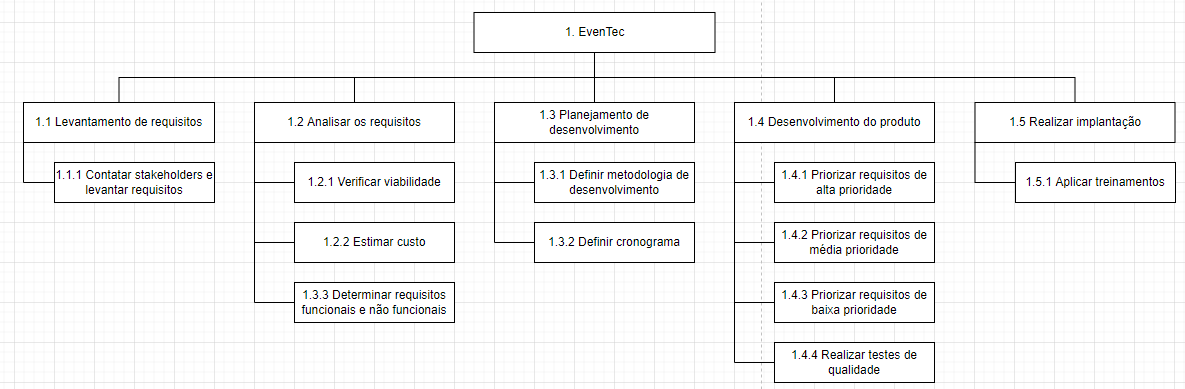 1. EvenTec
1.1 Levantamento de requisitos
1.1.1 Contatar stakeholders e
levantar requisitos
1.2 Analisar os requisitos
1.2.1 Verificar viabilidade
1.2.2 Estimar custo
1.3.3 Determinar requisitos
funcionais e não funcionais
1.3 Planejamento de
desenvolvimento
1.3.1 Definir metodologia de
desenvolvimento
1.3.2 Definir cronograma
1.4 Desenvolvimento do produto
1.4.1 Priorizar requisitos de
alta prioridade
1.4.2 Priorizar requisitos de
média prioridade
1.4.3 Priorizar requisitos de
baixa prioridade
1.4.4 Realizar testes de
qualidade
1.5 Realizar implantação
1.5.1 Aplicar treinamentos